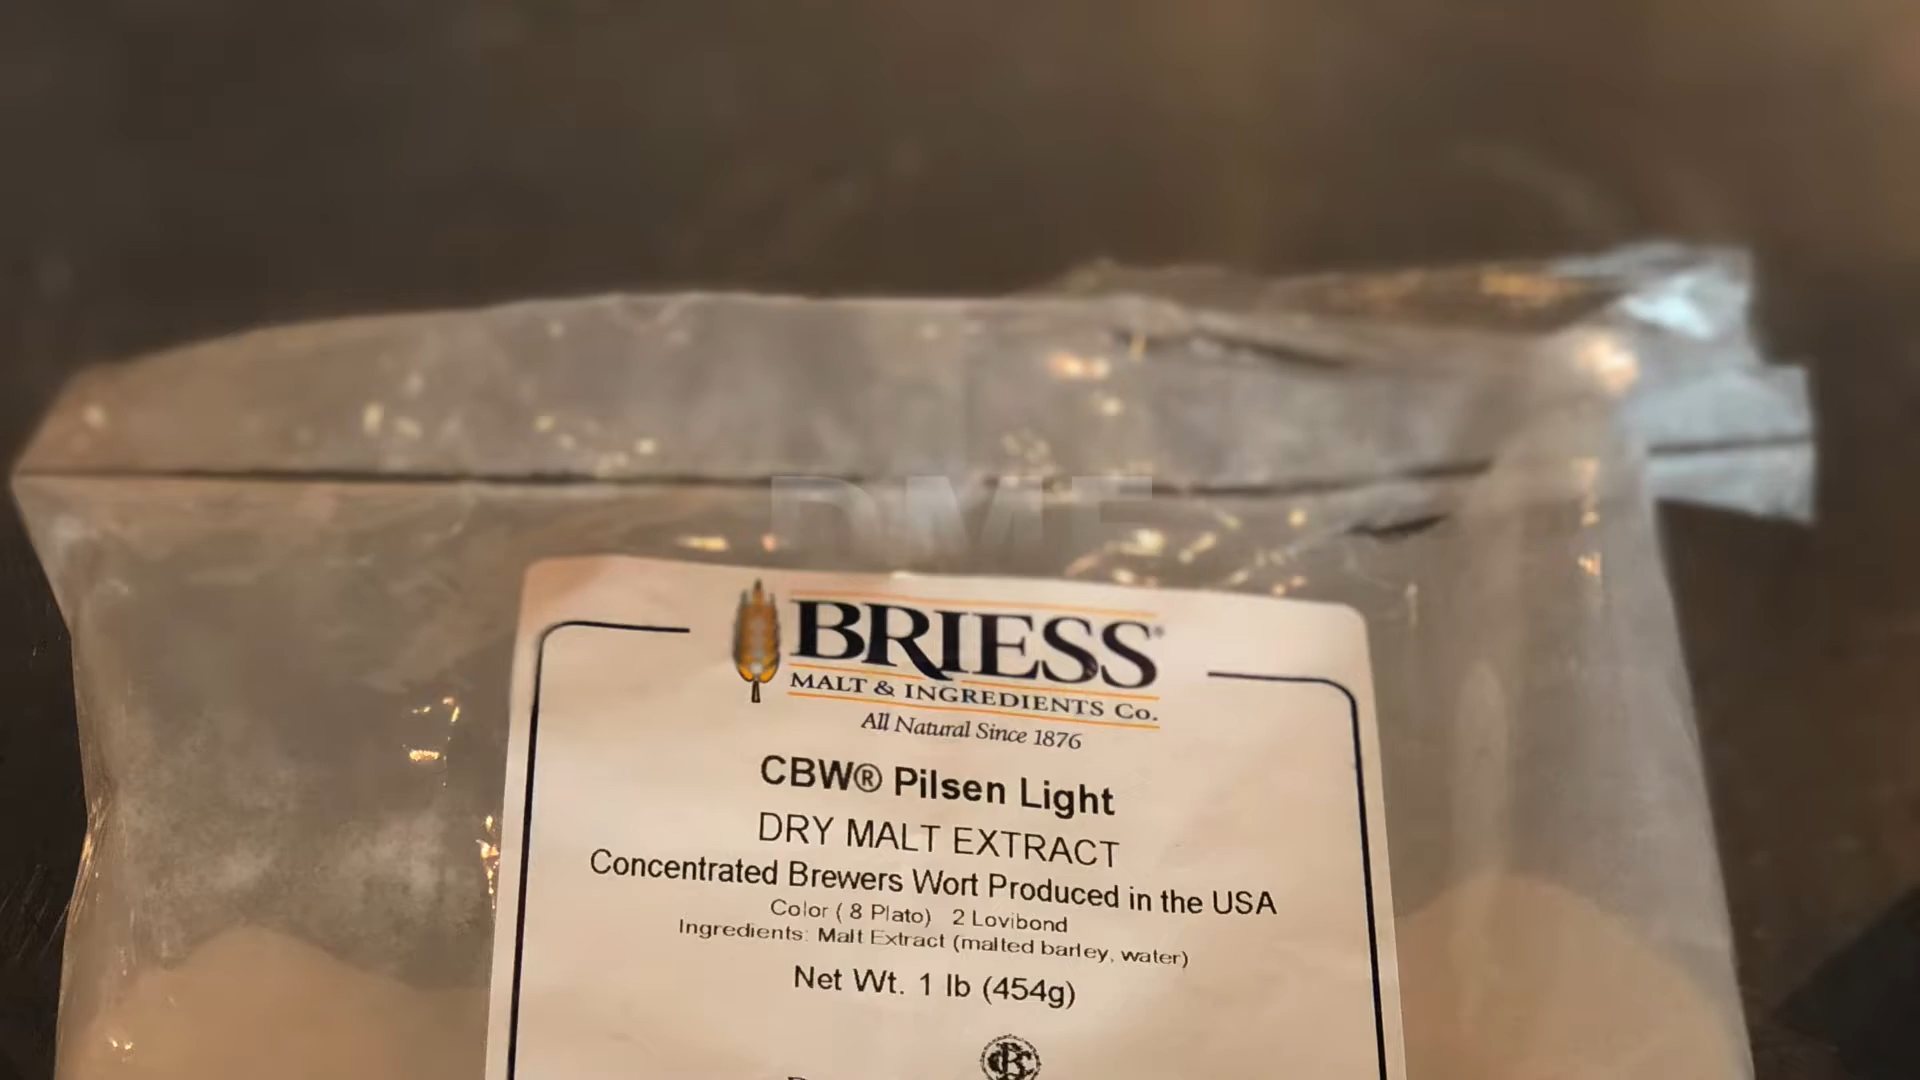 DME
BRIESS®
MALT & INGREDIENTS Co.
All Natural Since 1876
CBW® Pilsen Light
DRY MALT EXTRACT
Concentrated Brewers Wort Produced in the USA
Color ( 8 Plato) 2 Lovibond
Ingredients: Malt Extract (malted barley, water)
Net Wt. 1 lb (454g)